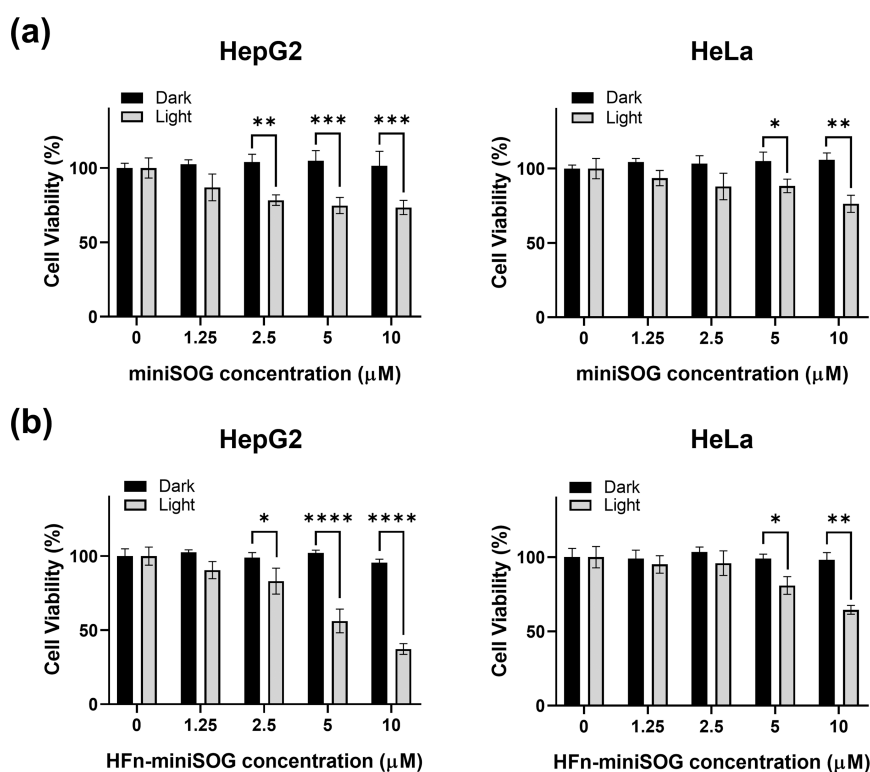 (a)
HepG2
Dark
Light
** *** ***
Cell Viability (%)
100
50
0
0 1.25 2.5 5 10
miniSOG concentration (μM)
HeLa
Dark
Light
* **
Cell Viability (%)
100
50
0
0 1.25 2.5 5 10
miniSOG concentration (μM)
(b)
HepG2
Dark
Light
* **** ****
Cell Viability (%)
100
50
0
0 1.25 2.5 5 10
HFn-miniSOG concentration (μM)
HeLa
Dark
Light
* **
Cell Viability (%)
100
50
0
0 1.25 2.5 5 10
HFn-miniSOG concentration (μM)